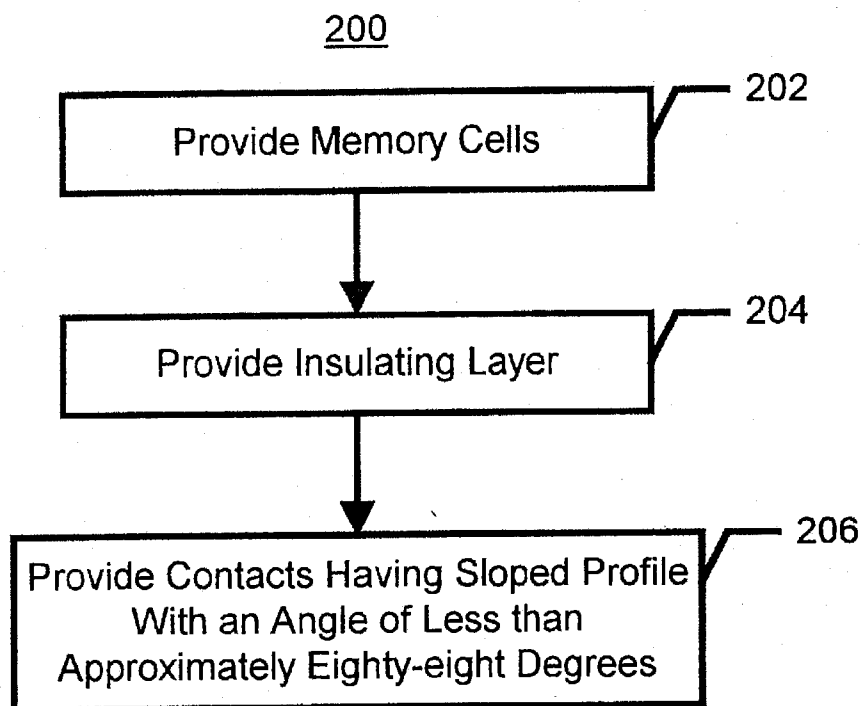 200
202
Provide Memory Cells
204
Provide Insulating Layer
206
Provide Contacts Having Sloped Profile
With an Angle of Less than
Approximately Eighty-eight Degrees